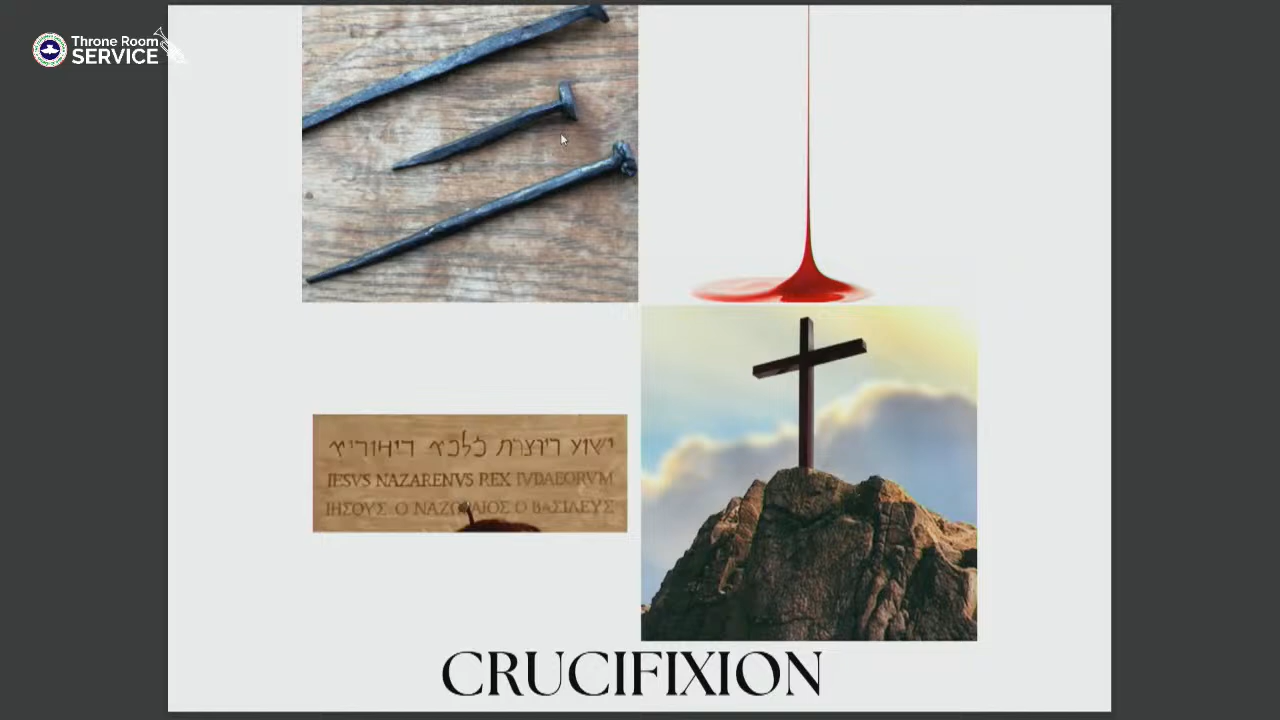 Throne Room
SERVICE
IESVS NAZARENVS REX IVDAEORVM
ΙΗΣΟΥΣ Ο ΒΑΣΙΛΕΥΣ
CRUCIFIXION